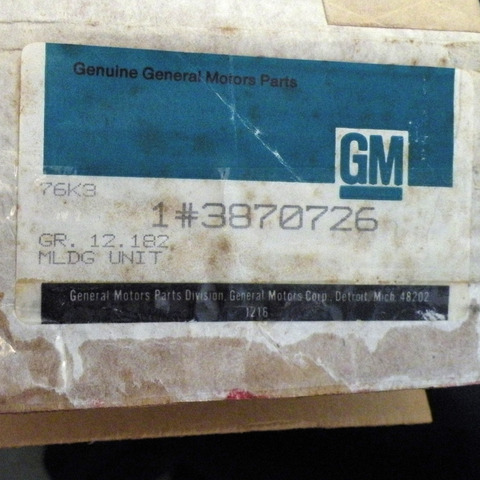 Genuine General Motors Parts
GM
76K3
1#3870726
GR. 12.182
MLDG UNIT
General Motors Parts Division, General Motors Corp., Detroit, Mich. 48202
1216